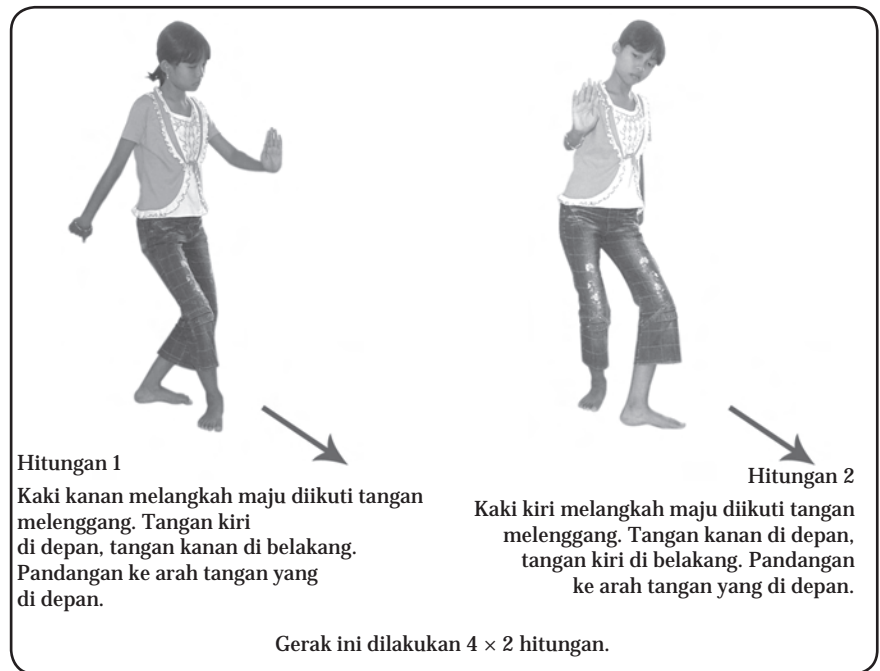 Hitungan 1
Kaki kanan melangkah maju diikuti tangan
melenggang. Tangan kiri
di depan, tangan kanan di belakang.
Pandangan ke arah tangan yang
di depan.
Hitungan 2
Kaki kiri melangkah maju diikuti tangan
melenggang. Tangan kanan di depan,
tangan kiri di belakang. Pandangan
ke arah tangan yang di depan.
Gerak ini dilakukan 4 × 2 hitungan.